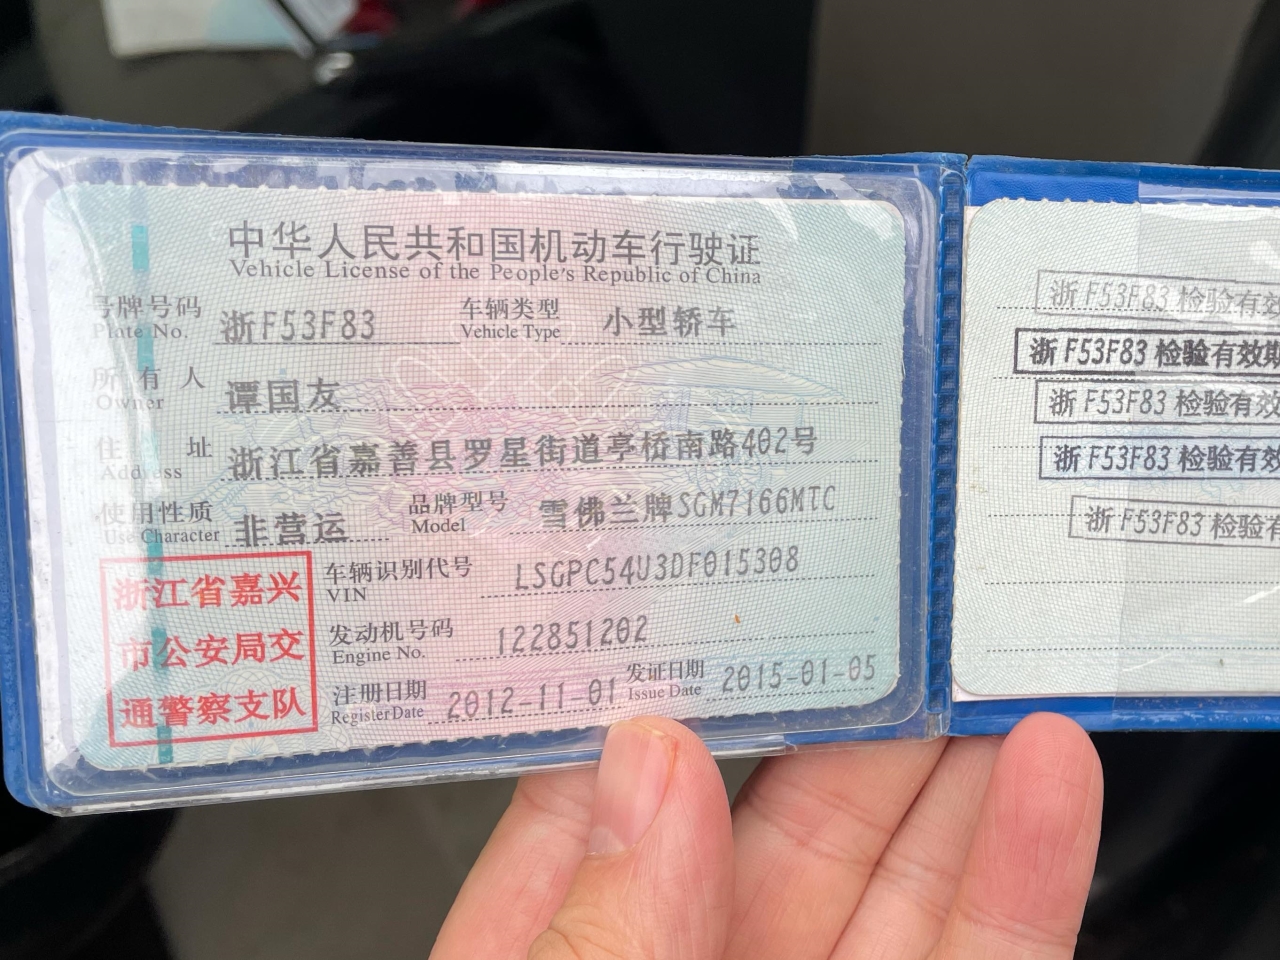 中华人民共和国机动车行驶证
Vehicle License of the People's Republic of China
号牌号码 浙F53F83 车辆类型 小型轿车
Plate No. Vehicle Type
所有人 谭国友
Owner
住址 浙江省嘉善县罗星街道亭桥南路402号
Address
使用性质 非营运 品牌型号 雪佛兰牌SGM7166MTC
Use Character Model
浙江省嘉兴
市公安局交
通警察支队
车辆识别代号 LSGPC54U3DF015308
VIN
发动机号码 122851202
Engine No.
注册日期 2012-11-01 发证日期 2015-01-05
Register Date Issue Date
浙F53F83 检验有效
浙F53F83 检验有效期
浙F53F83 检验有效
浙F53F83 检验有效
浙F53F83 检验有